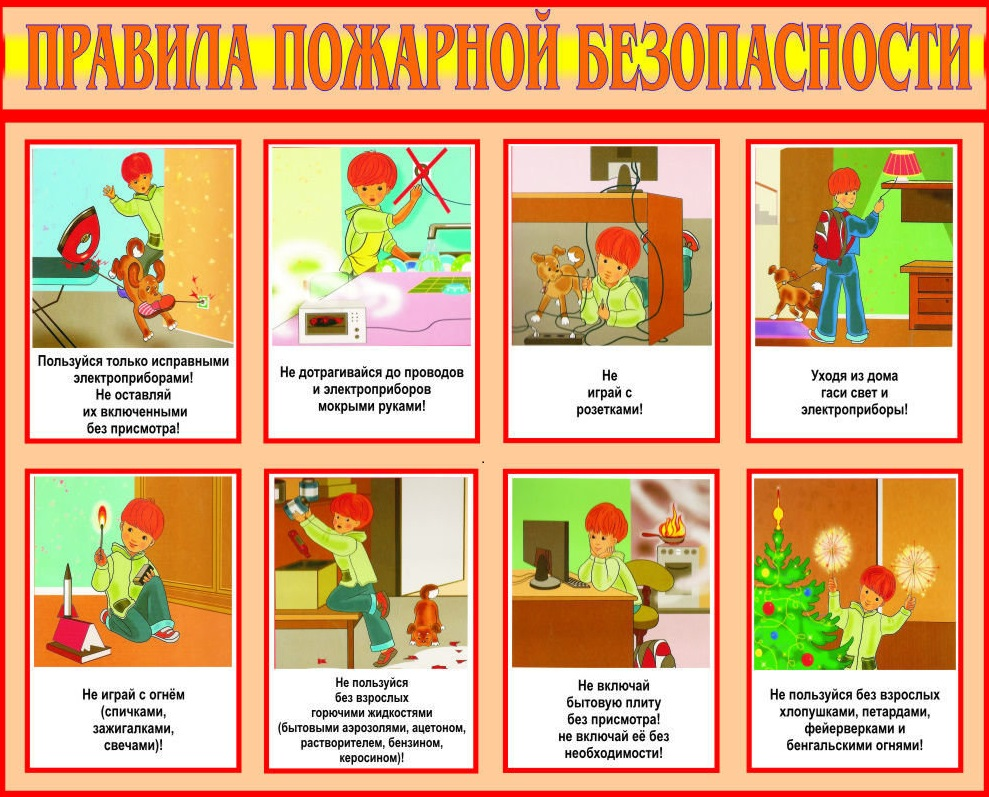 ПРАВИЛА ПОЖАРНОЙ БЕЗОПАСНОСТИ
Пользуйся только исправными
электроприборами!
Не оставляй
их включенными
без присмотра!
Не дотрагивайся до проводов
и электроприборов
мокрыми руками!
Не
играй с
розетками!
Уходя из дома
гаси свет и
электроприборы!
Не играй с огнём
(спичками,
зажигалками,
свечами)!
Не пользуйся
без взрослых
горючими жидкостями
(бытовыми аэрозолями, ацетоном,
растворителем, бензином,
керосином)!
Не включай
бытовую плиту
без присмотра!
не включай её без
необходимости!
Не пользуйся без взрослых
хлопушками, петардами,
фейерверками и
бенгальскими огнями!